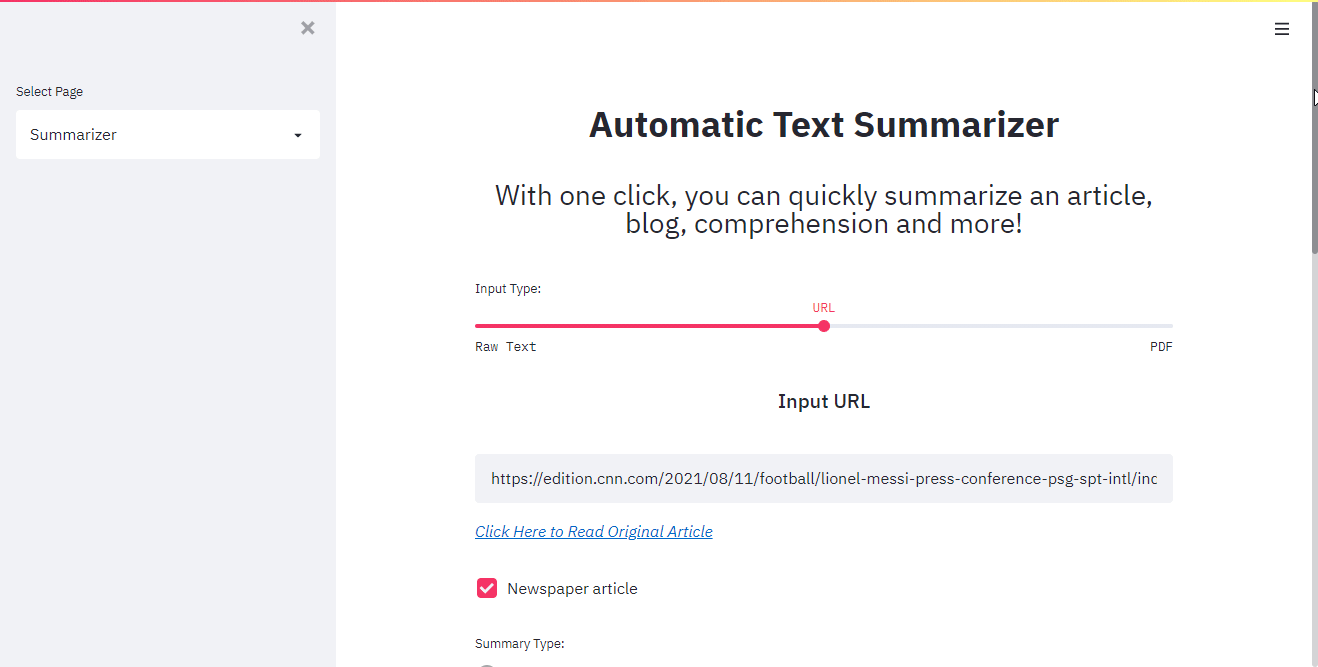 Select Page
Summarizer
Automatic Text Summarizer
With one click, you can quickly summarize an article,
blog, comprehension and more!
Input Type:
URL
Raw Text
PDF
Input URL
https://edition.cnn.com/2021/08/11/football/lionel-messi-press-conference-psg-spt-intl/inc
Click Here to Read Original Article
Newspaper article
Summary Type: